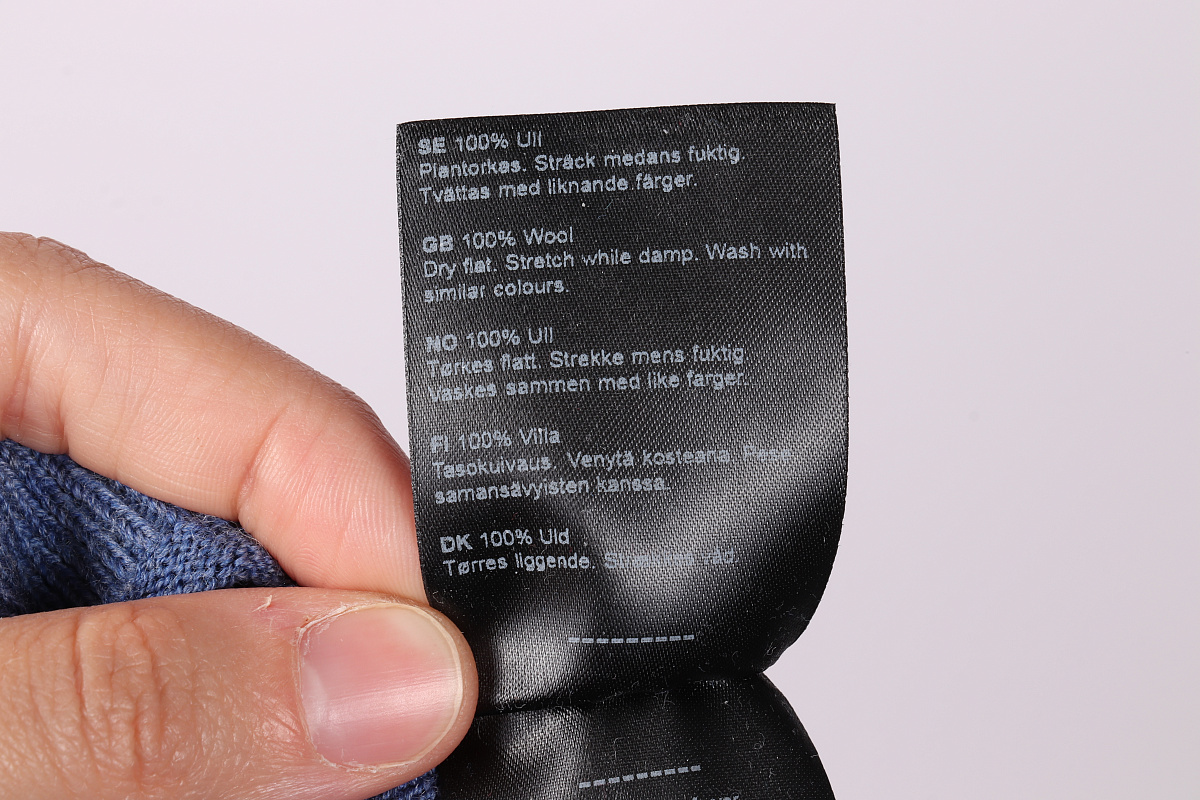 SE 100% Ull
Plantorkas. Sträck medans fuktig.
Tvättas med liknande färger.
GB 100% Wool
Dry flat. Stretch while damp. Wash with
similar colours.
NO 100% Ull
Tørkes flatt. Strekke mens fuktig.
Vaskes sammen med like farger.
FI 100% Villa
Tasokuivaus. Venytä kosteana.
samansävyisten kanssa.
DK 100% Uld
Tørres liggende.
----------
----------